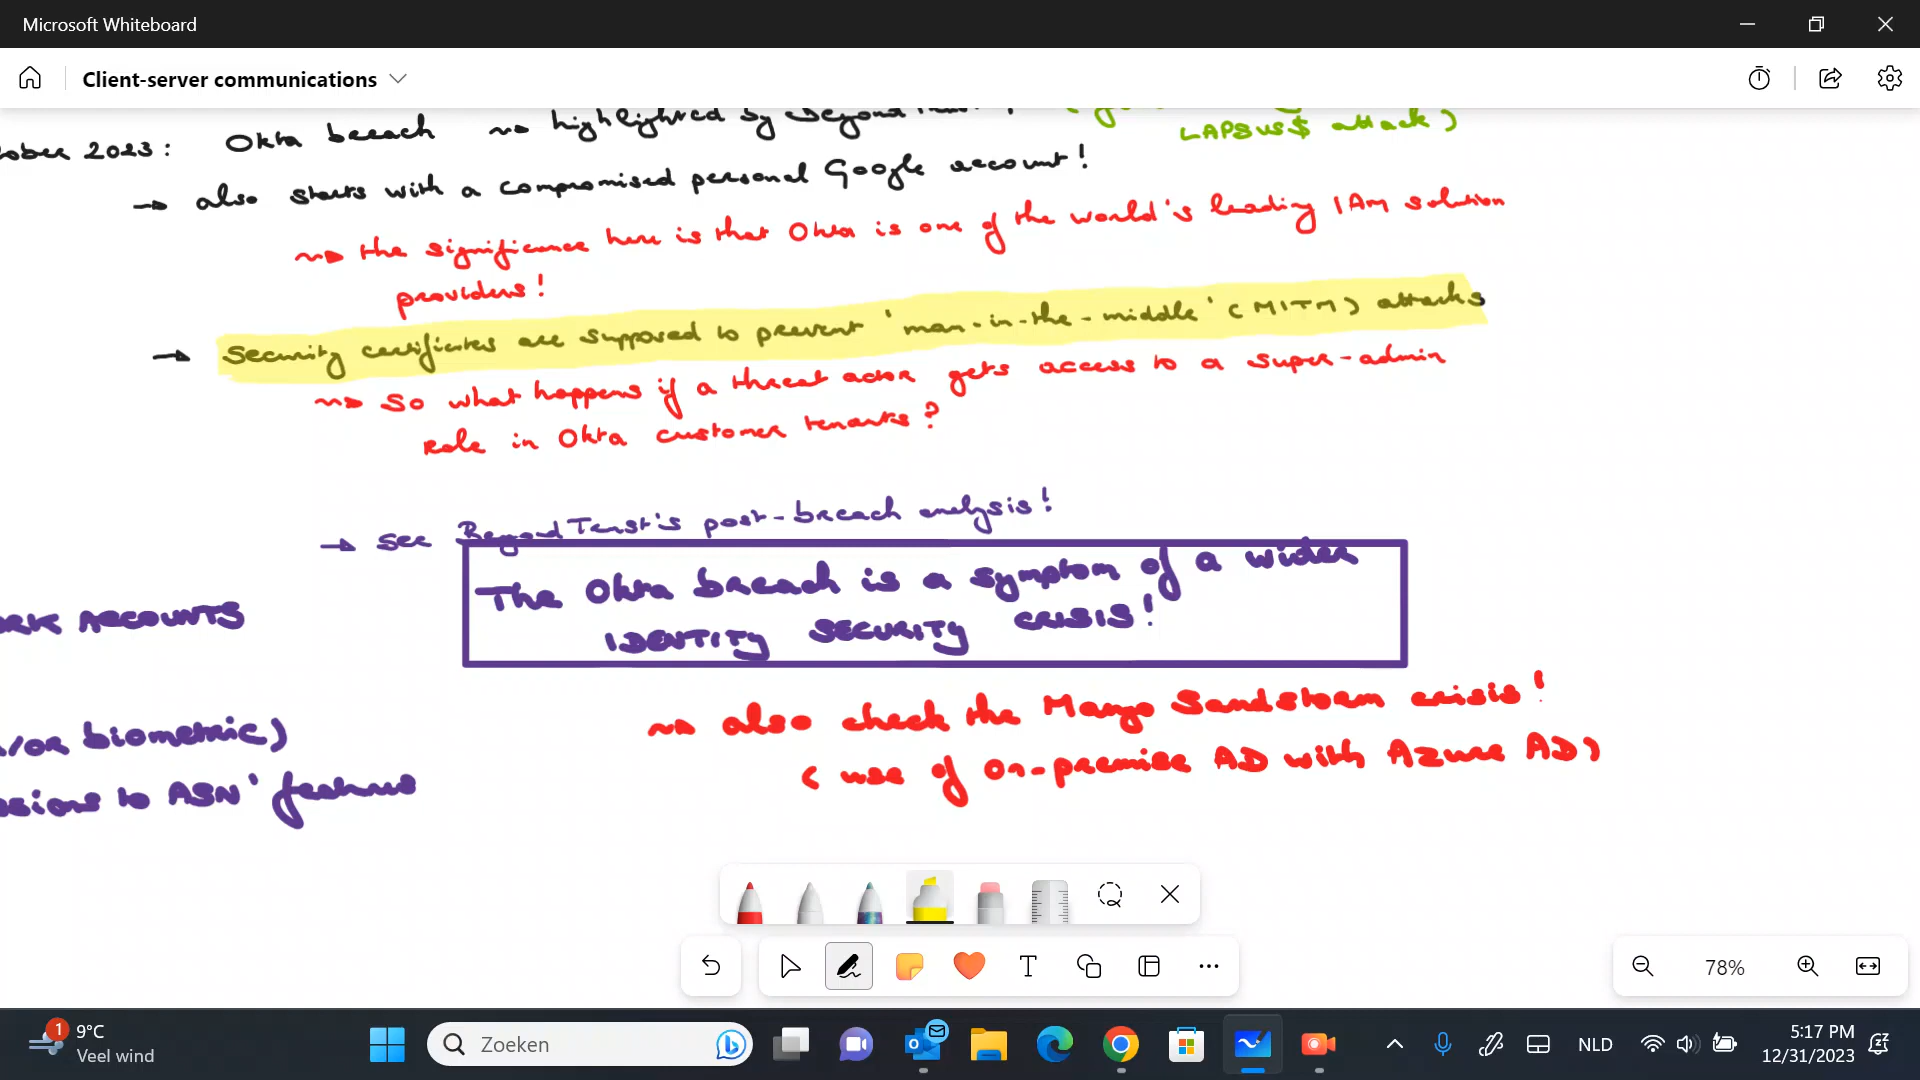 Microsoft Whiteboard
Client-server communications
LAPSUS$ attack)
2023: Okta breach ~> highlighted by
→ also starts with a compromised personal Google account!
~> the significance here is that Okta is one of the world's leading IAM solution
providers!
→ Security certificates are supposed to prevent 'man-in-the-middle' (MITM) attacks
~> So what happens if a threat actor gets access to a super-admin
role in Okta customer tenants?
→ see BeyondTrust's post-breach analysis!
The Okta breach is a symptom of a wider
IDENTITY SECURITY CRISIS!
ACCOUNTS
~> also check the Mango Sandstorm crisis!
/or biometric)
(use of on-premise AD with Azure AD)
to ASN' features
78%
1
9°C
Veel wind
Zoeken
NLD
5:17 PM
12/31/2023